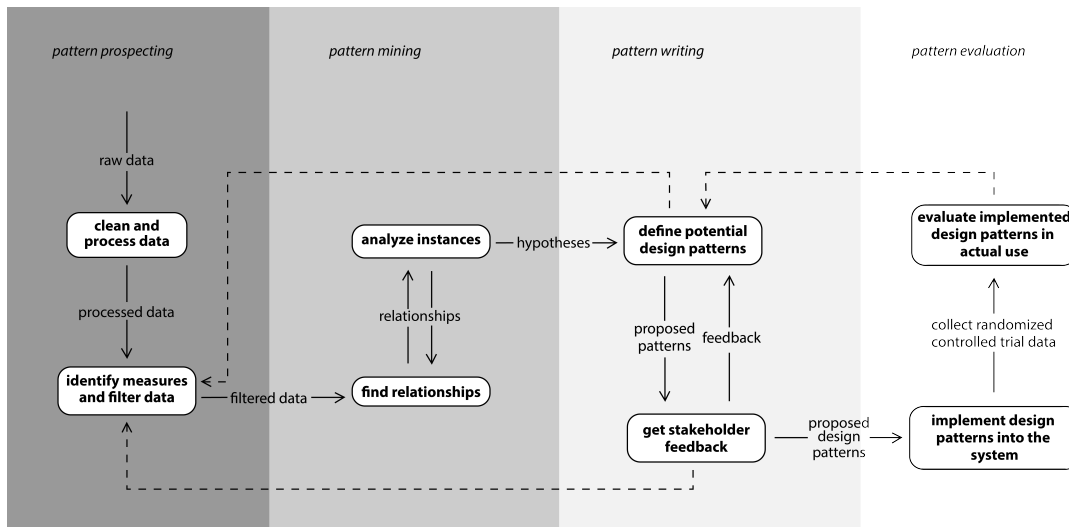 pattern prospecting
pattern mining
pattern writing
pattern evaluation
raw data
clean and
process data
processed data
identify measures
and filter data
filtered data
analyze instances
relationships
find relationships
hypotheses
define potential
design patterns
proposed
patterns
feedback
get stakeholder
feedback
proposed
design
patterns
evaluate implemented
design patterns in
actual use
collect randomized
controlled trial data
implement design
patterns into the
system